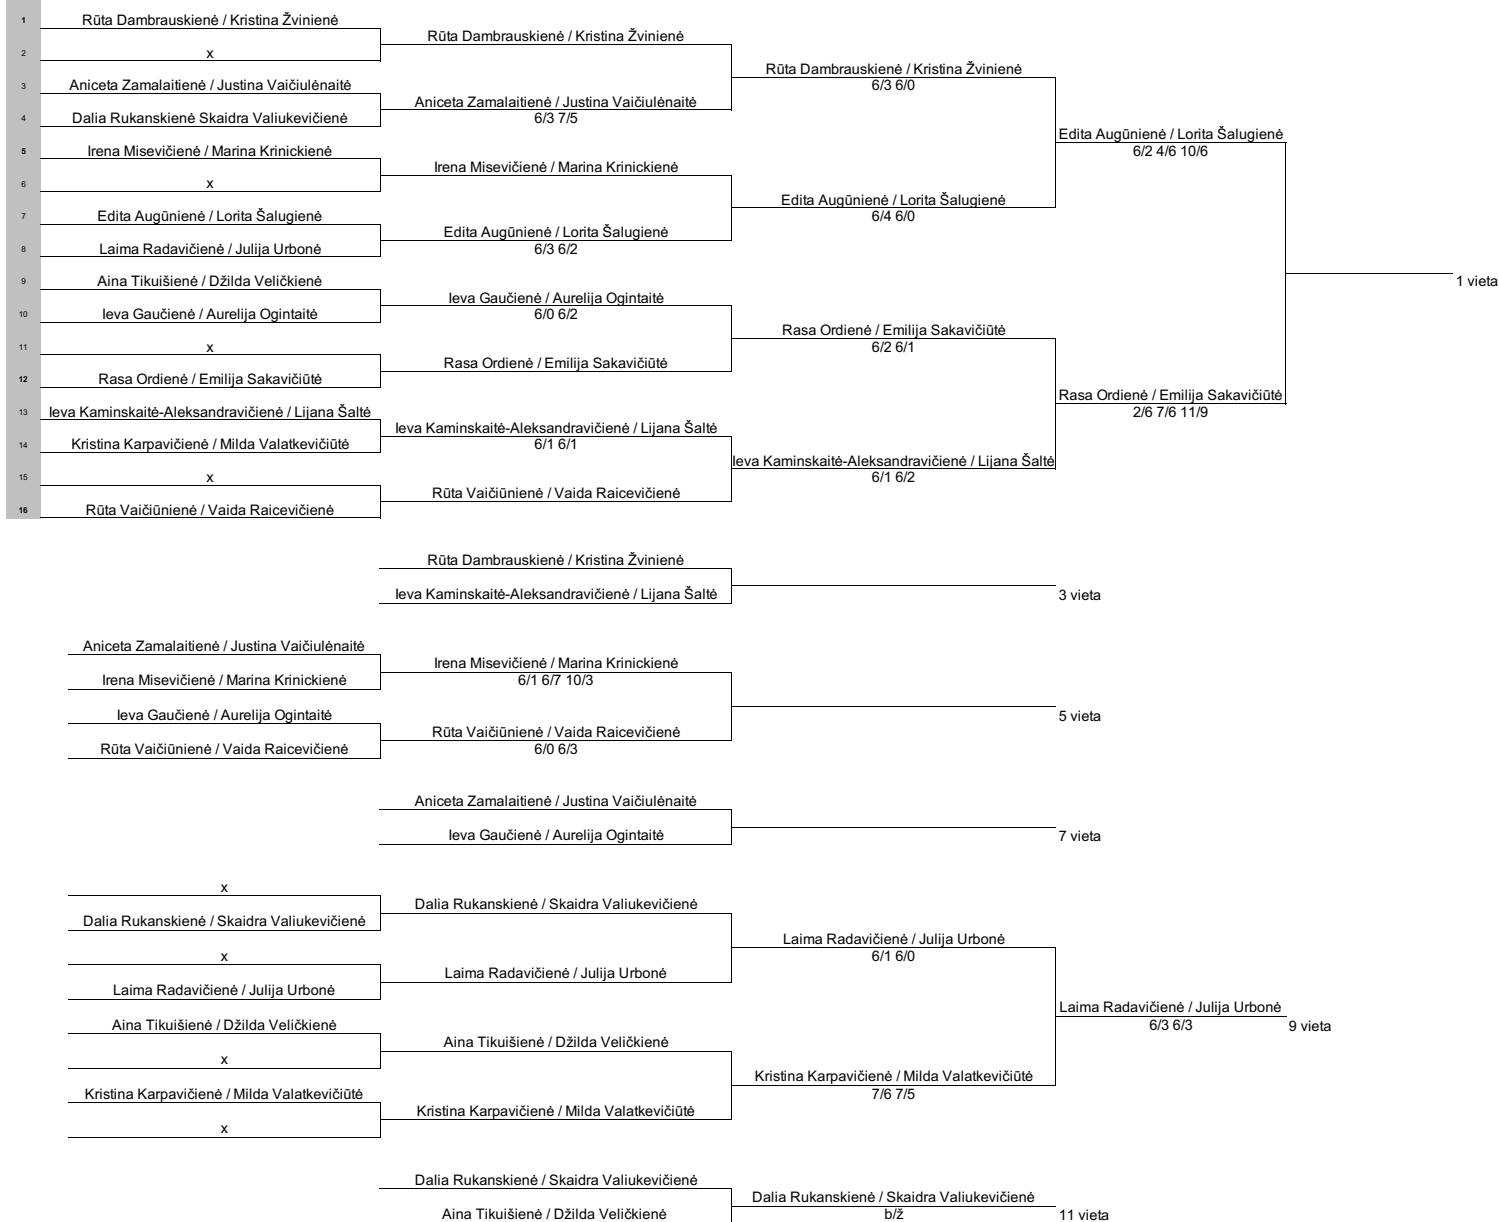 1 Rūta Dambrauskienė / Kristina Žvinienė
Rūta Dambrauskienė / Kristina Žvinienė
2 x
Rūta Dambrauskienė / Kristina Žvinienė
6/3 6/0
3 Aniceta Zamalaitienė / Justina Vaičiulėnaitė
Aniceta Zamalaitienė / Justina Vaičiulėnaitė
6/3 7/5
4 Dalia Rukanskienė Skaidra Valiukevičienė
Edita Augūnienė / Lorita Šalugienė
6/2 4/6 10/6
5 Irena Misevičienė / Marina Krinickienė
Irena Misevičienė / Marina Krinickienė
6 x
Edita Augūnienė / Lorita Šalugienė
6/4 6/0
7 Edita Augūnienė / Lorita Šalugienė
Edita Augūnienė / Lorita Šalugienė
6/3 6/2
8 Laima Radavičienė / Julija Urbonė
1 vieta
9 Aina Tikuišienė / Džilda Veličkienė
Ieva Gaučienė / Aurelija Ogintaitė
6/0 6/2
10 Ieva Gaučienė / Aurelija Ogintaitė
Rasa Ordienė / Emilija Sakavičiūtė
6/2 6/1
11 x
Rasa Ordienė / Emilija Sakavičiūtė
12 Rasa Ordienė / Emilija Sakavičiūtė
Rasa Ordienė / Emilija Sakavičiūtė
2/6 7/6 11/9
13 Ieva Kaminskaitė-Aleksandravičienė / Lijana Šaltė
Ieva Kaminskaitė-Aleksandravičienė / Lijana Šaltė
6/1 6/1
14 Kristina Karpavičienė / Milda Valatkevičiūtė
Ieva Kaminskaitė-Aleksandravičienė / Lijana Šaltė
6/1 6/2
15 x
Rūta Vaičiūnienė / Vaida Raicevičienė
16 Rūta Vaičiūnienė / Vaida Raicevičienė
Rūta Dambrauskienė / Kristina Žvinienė
Ieva Kaminskaitė-Aleksandravičienė / Lijana Šaltė
3 vieta
Aniceta Zamalaitienė / Justina Vaičiulėnaitė
Irena Misevičienė / Marina Krinickienė
6/1 6/7 10/3
Irena Misevičienė / Marina Krinickienė
Ieva Gaučienė / Aurelija Ogintaitė
5 vieta
Rūta Vaičiūnienė / Vaida Raicevičienė
6/0 6/3
Rūta Vaičiūnienė / Vaida Raicevičienė
Aniceta Zamalaitienė / Justina Vaičiulėnaitė
Ieva Gaučienė / Aurelija Ogintaitė
7 vieta
x
Dalia Rukanskienė / Skaidra Valiukevičienė
Dalia Rukanskienė / Skaidra Valiukevičienė
Laima Radavičienė / Julija Urbonė
6/1 6/0
x
Laima Radavičienė / Julija Urbonė
Laima Radavičienė / Julija Urbonė
Laima Radavičienė / Julija Urbonė
6/3 6/3
9 vieta
Aina Tikuišienė / Džilda Veličkienė
Aina Tikuišienė / Džilda Veličkienė
x
Kristina Karpavičienė / Milda Valatkevičiūtė
7/6 7/5
Kristina Karpavičienė / Milda Valatkevičiūtė
Kristina Karpavičienė / Milda Valatkevičiūtė
x
Dalia Rukanskienė / Skaidra Valiukevičienė
Dalia Rukanskienė / Skaidra Valiukevičienė
b/ž
Aina Tikuišienė / Džilda Veličkienė
11 vieta